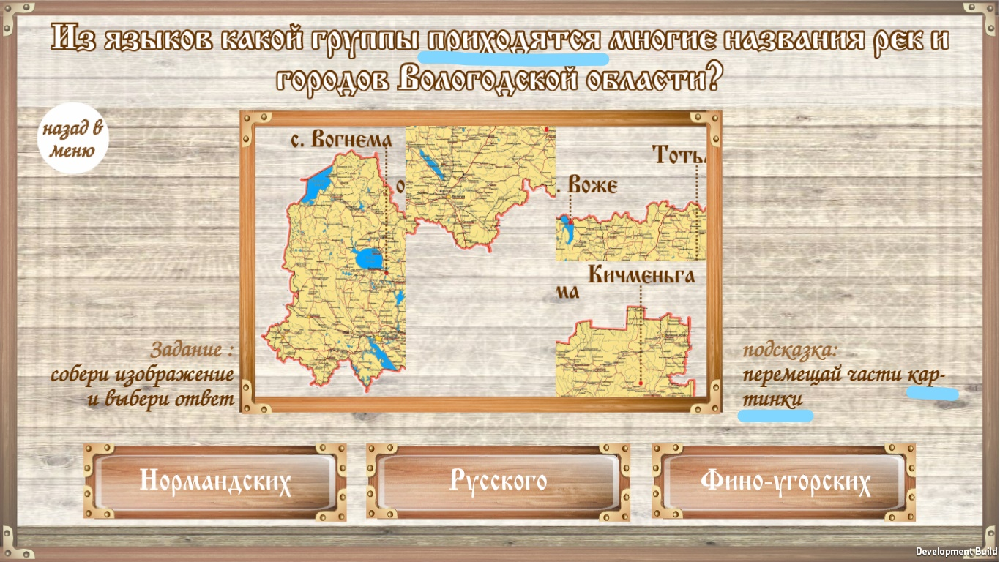 Из языков какой группы приходятся многие названия рек и
городов Вологодской области?
назад в
меню
с. Вогнема
о
. Воже
Тоть
Кичменьга
ма
Задание :
собери изображение
и выбери ответ
подсказка:
перемещай части кар-
тинки
Нормандских
Русского
Фино-угорских
Development Build